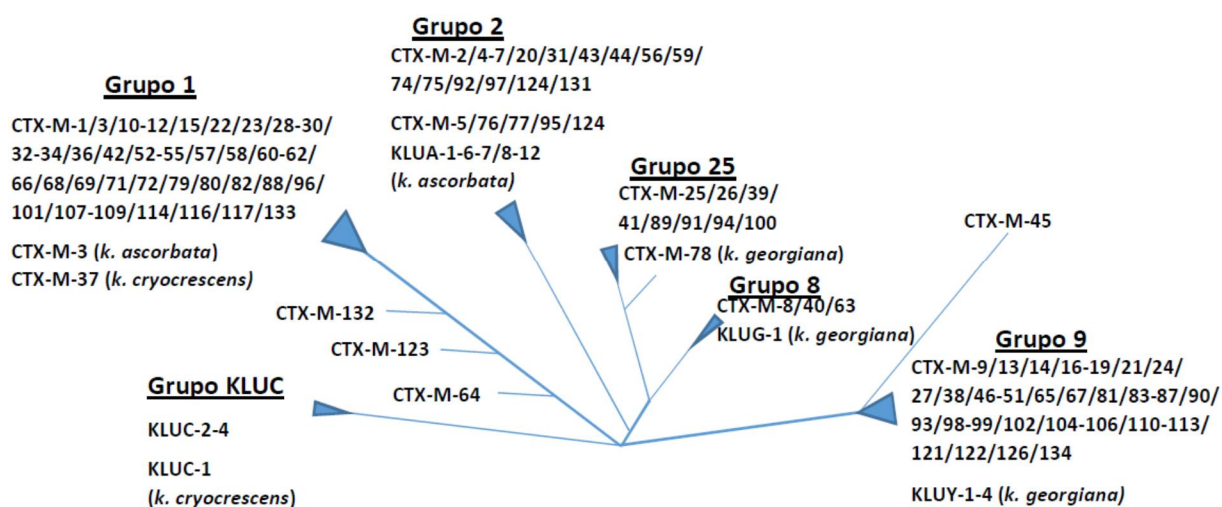 Grupo 1
CTX-M-1/3/10-12/15/22/23/28-30/
32-34/36/42/52-55/57/58/60-62/
66/68/69/71/72/79/80/82/88/96/
101/107-109/114/116/117/133
CTX-M-3 (k. ascorbata)
CTX-M-37 (k. cryocrescens)
Grupo 2
CTX-M-2/4-7/20/31/43/44/56/59/
74/75/92/97/124/131
CTX-M-5/76/77/95/124
KLUA-1-6-7/8-12
(k. ascorbata)
Grupo 25
CTX-M-25/26/39/
41/89/91/94/100
CTX-M-78 (k. georgiana)
Grupo 8
CTX-M-8/40/63
KLUG-1 (k. georgiana)
CTX-M-45
Grupo 9
CTX-M-9/13/14/16-19/21/24/
27/38/46-51/65/67/81/83-87/90/
93/98-99/102/104-106/110-113/
121/122/126/134
KLUY-1-4 (k. georgiana)
CTX-M-132
CTX-M-123
CTX-M-64
Grupo KLUC
KLUC-2-4
KLUC-1
(k. cryocrescens)